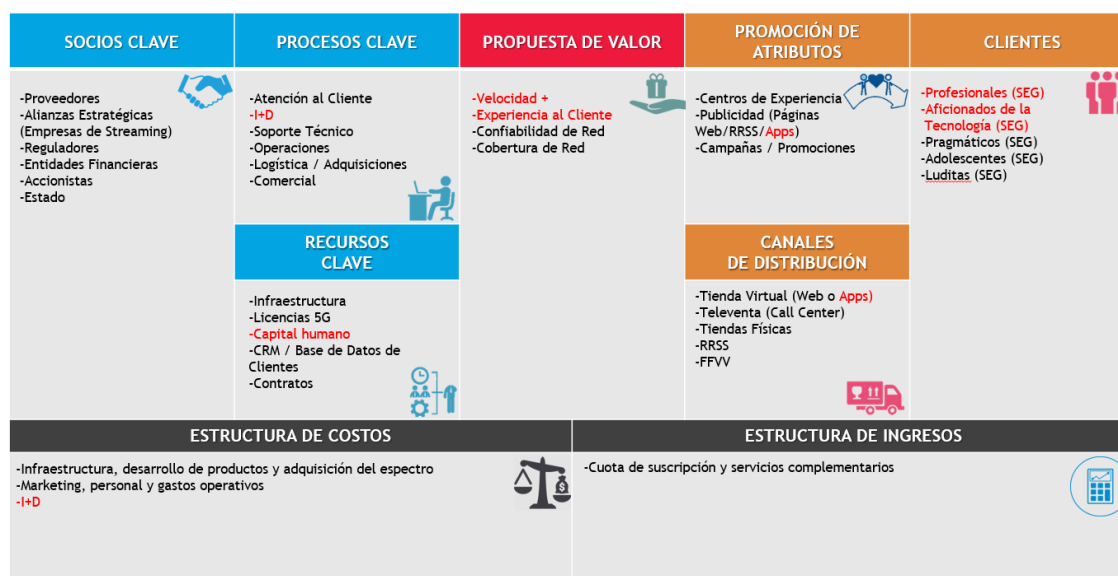 SOCIOS CLAVE
-Proveedores
-Alianzas Estratégicas
(Empresas de Streaming)
-Reguladores
-Entidades Financieras
-Accionistas
-Estado
PROCESOS CLAVE
-Atención al Cliente
-I+D
-Soporte Técnico
-Operaciones
-Logística / Adquisiciones
-Comercial
RECURSOS
CLAVE
-Infraestructura
-Licencias 5G
-Capital humano
-CRM / Base de Datos de
Clientes
-Contratos
PROPUESTA DE VALOR
-Velocidad +
-Experiencia al Cliente
-Confiabilidad de Red
-Cobertura de Red
PROMOCIÓN DE
ATRIBUTOS
-Centros de Experiencia
-Publicidad (Páginas
Web/RRSS/Apps)
-Campañas / Promociones
CANALES
DE DISTRIBUCIÓN
-Tienda Virtual (Web o Apps)
-Televenta (Call Center)
-Tiendas Físicas
-RRSS
-FFVV
CLIENTES
-Profesionales (SEG)
-Aficionados de la
Tecnología (SEG)
-Pragmáticos (SEG)
-Adolescentes (SEG)
-Luditas (SEG)
ESTRUCTURA DE COSTOS
-Infraestructura, desarrollo de productos y adquisición del espectro
-Marketing, personal y gastos operativos
-I+D
ESTRUCTURA DE INGRESOS
-Cuota de suscripción y servicios complementarios